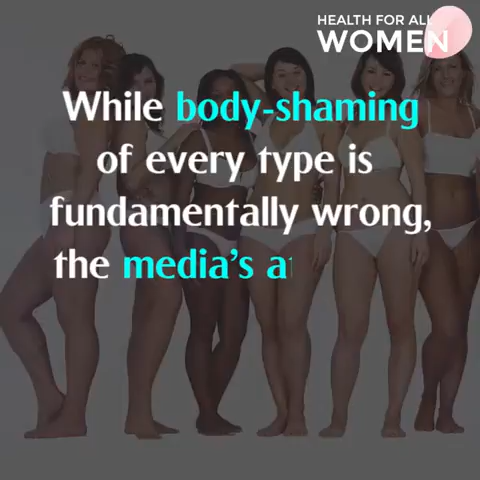 HEALTH FOR ALL
WOMEN
While body-shaming
of every type is
fundamentally wrong,
the media's